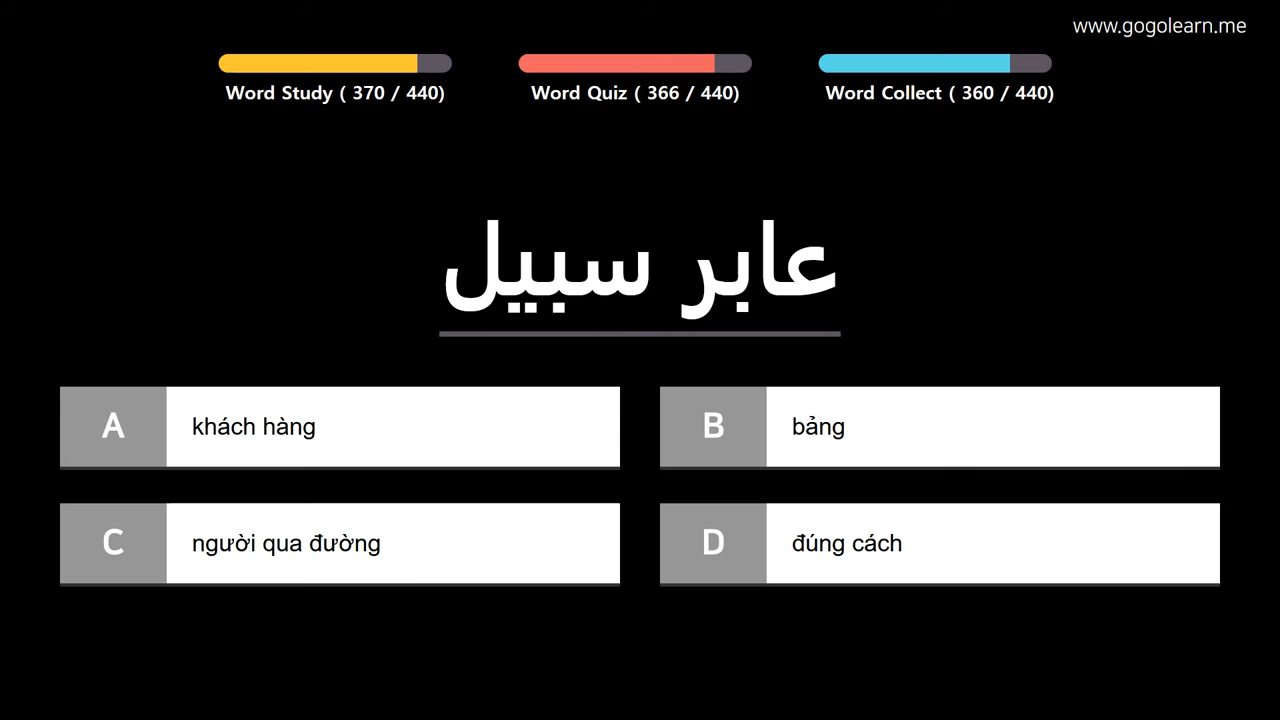 www.gogolearn.me
Word Study ( 370 / 440)
Word Quiz ( 366 / 440)
Word Collect ( 360 / 440)
عابر سبيل
A khách hàng
B bảng
C người qua đường
D đúng cách